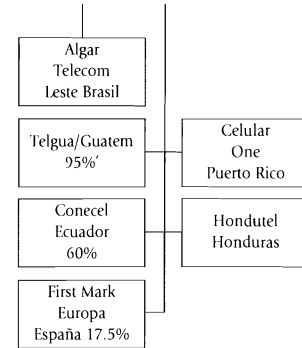 Algar
Telecom
Leste Brasil
Telgua/Guatem
95%´
Celular
One
Puerto Rico
Conecel
Ecuador
60%
Hondutel
Honduras
First Mark
Europa
España 17.5%